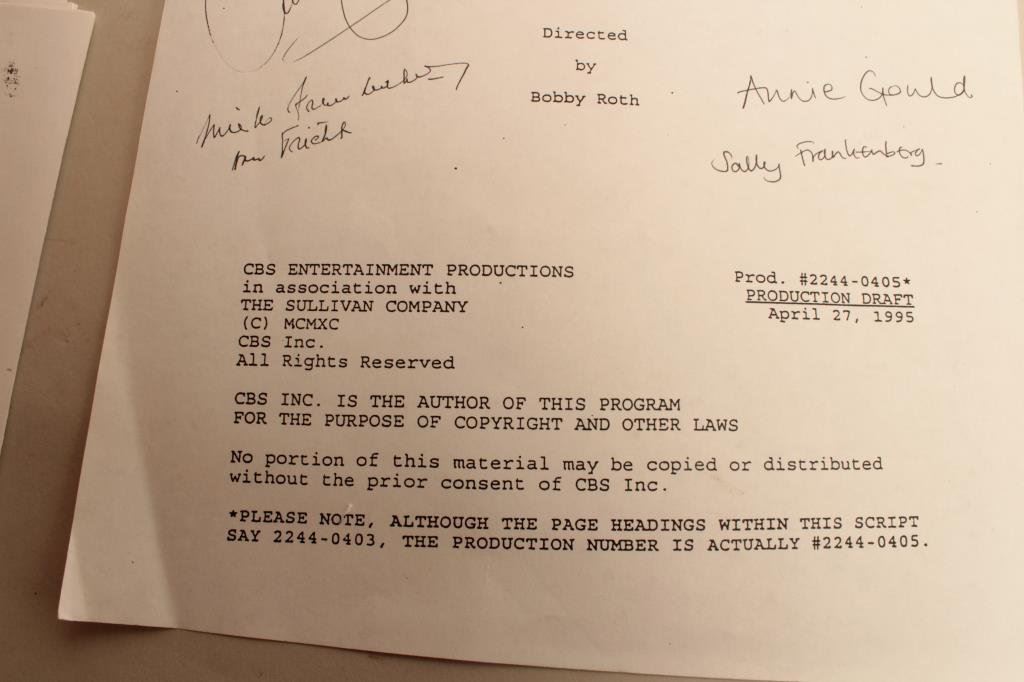 Directed
by
Bobby Roth
Annie Gould
Sally Frankenberg
CBS ENTERTAINMENT PRODUCTIONS
in association with
THE SULLIVAN COMPANY
(C) MCMXC
CBS Inc.
All Rights Reserved
Prod. #2244-0405*
PRODUCTION DRAFT
April 27, 1995
CBS INC. IS THE AUTHOR OF THIS PROGRAM
FOR THE PURPOSE OF COPYRIGHT AND OTHER LAWS
No portion of this material may be copied or distributed
without the prior consent of CBS Inc.
*PLEASE NOTE, ALTHOUGH THE PAGE HEADINGS WITHIN THIS SCRIPT
SAY 2244-0403, THE PRODUCTION NUMBER IS ACTUALLY #2244-0405.